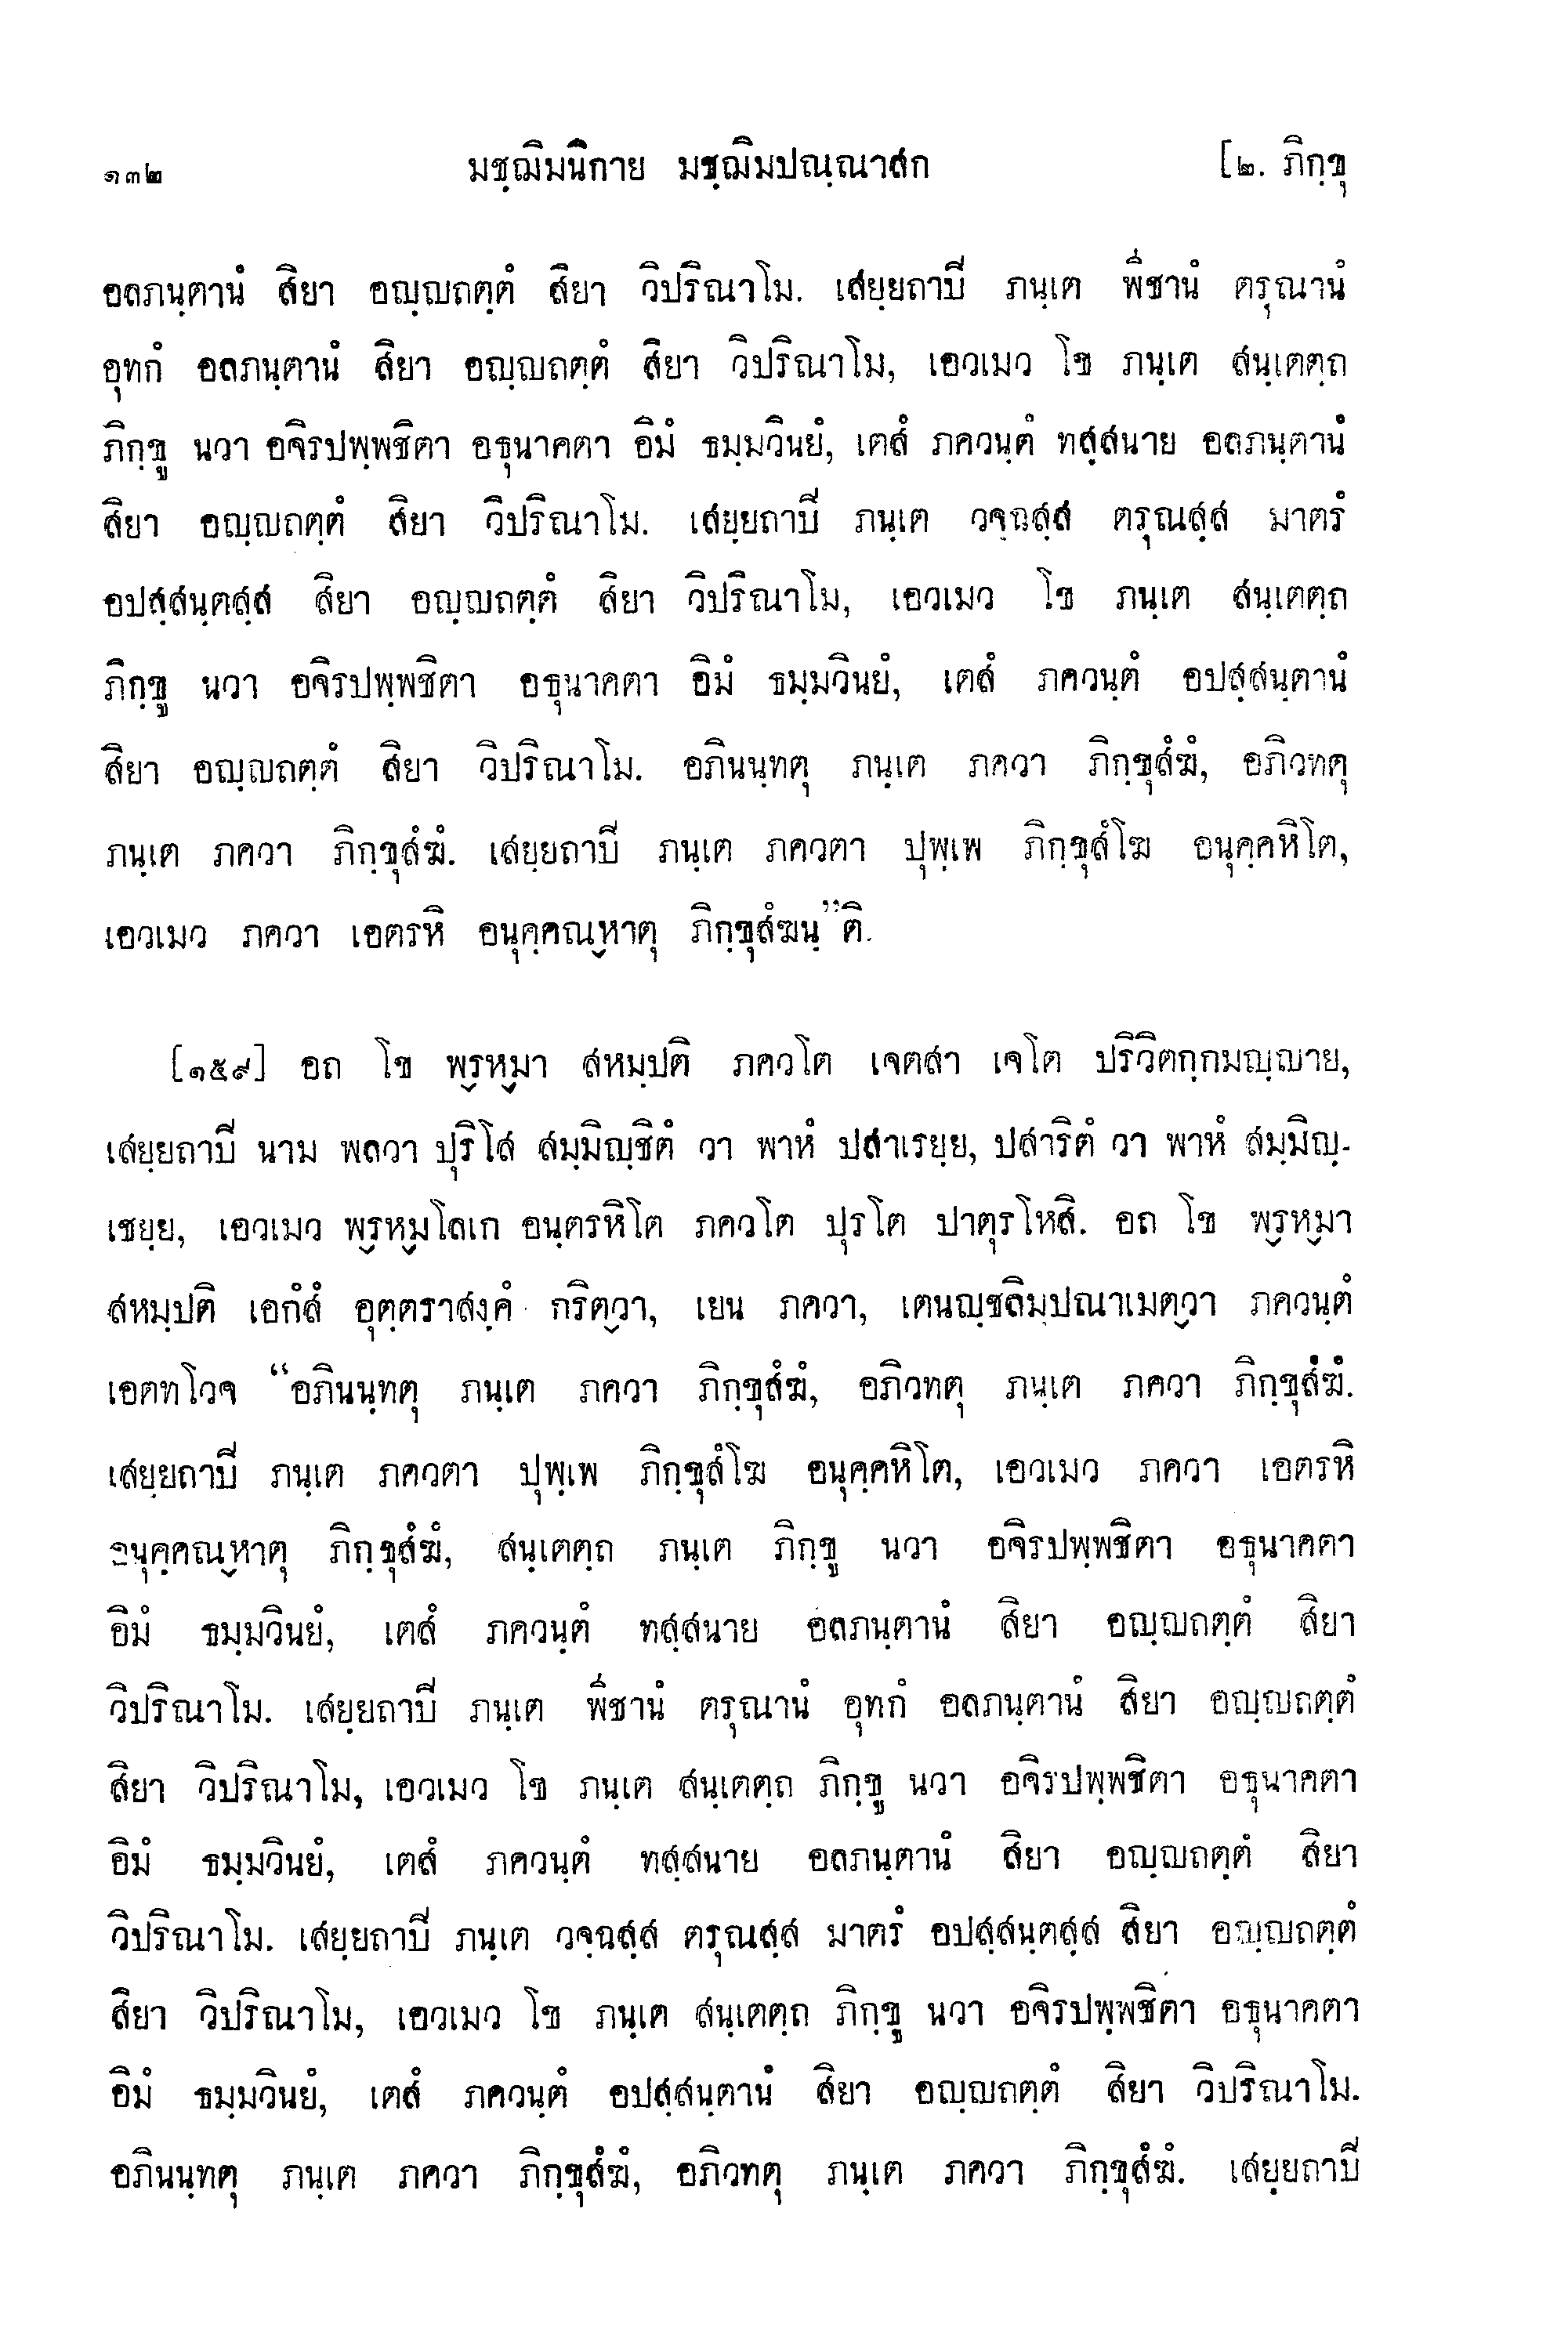 ๑๓๒ มชฺฌิมนิกาย มชฺฌิมปณฺณาสก [๒. ภิกฺขุ
อลภนฺตานํ สิยา อญฺญถตฺตํ สิยา วิปริณาโม. เสยฺยถาปิ ภนฺเต พีชานํ ตรุณานํ
อุทกํ อลภนฺตานํ สิยา อญฺญถตฺตํ สิยา วิปริณาโม, เอวเมว โข ภนฺเต สนฺเตตฺถ
ภิกฺขู นวา อจิรปพฺพชิตา อธุนาคตา อิมํ ธมฺมวินยํ, เตสํ ภควนฺตํ ทสฺสนาย อลภนฺตานํ
สิยา อญฺญถตฺตํ สิยา วิปริณาโม. เสยฺยถาปิ ภนฺเต วจฺฉสฺส ตรุณสฺส มาตรํ
อปสฺสนฺตสฺส สิยา อญฺญถตฺตํ สิยา วิปริณาโม, เอวเมว โข ภนฺเต สนฺเตตฺถ
ภิกฺขู นวา อจิรปพฺพชิตา อธุนาคตา อิมํ ธมฺมวินยํ, เตสํ ภควนฺตํ อปสฺสนฺตานํ
สิยา อญฺญถตฺตํ สิยา วิปริณาโม. อภินนฺทตุ ภนฺเต ภควา ภิกฺขุสํฆํ, อภิวทตุ
ภนฺเต ภควา ภิกฺขุสํฆํ. เสยฺยถาปิ ภนฺเต ภควตา ปุพฺเพ ภิกฺขุสํโฆ อนุคฺคหิโต,
เอวเมว ภควา เอตรหิ อนุคฺคณฺหาตุ ภิกฺขุสํฆนฺ”ติ.
[๑๕๙] อถ โข พฺรหฺมา สหมฺปติ ภควโต เจตสา เจโต ปริวิตกฺกมญฺญาย,
เสยฺยถาปิ นาม พลวา ปุริโส สมฺมิญฺชิตํ วา พาหํ ปสาเรยฺย, ปสาริตํ วา พาหํ สมฺมิญฺ-
เชยฺย, เอวเมว พฺรหฺมโลเก อนฺตรหิโต ภควโต ปุรโต ปาตุรโหสิ. อถ โข พฺรหฺมา
สหมฺปติ เอกํสํ อุตฺตราสงฺคํ กริตฺวา, เยน ภควา, เตนญฺชลิมฺปณาเมตฺวา ภควนฺตํ
เอตทโวจ “อภินนฺทตุ ภนฺเต ภควา ภิกฺขุสํฆํ, อภิวทตุ ภนฺเต ภควา ภิกฺขุสํฆํ.
เสยฺยถาปิ ภนฺเต ภควตา ปุพฺเพ ภิกฺขุสํโฆ อนุคฺคหิโต, เอวเมว ภควา เอตรหิ
อนุคฺคณฺหาตุ ภิกฺขุสํฆํ, สนฺเตตฺถ ภนฺเต ภิกฺขู นวา อจิรปพฺพชิตา อธุนาคตา
อิมํ ธมฺมวินยํ, เตสํ ภควนฺตํ ทสฺสนาย อลภนฺตานํ สิยา อญฺญถตฺตํ สิยา
วิปริณาโม. เสยฺยถาปิ ภนฺเต พีชานํ ตรุณานํ อุทกํ อลภนฺตานํ สิยา อญฺญถตฺตํ
สิยา วิปริณาโม, เอวเมว โข ภนฺเต สนฺเตตฺถ ภิกฺขู นวา อจิรปพฺพชิตา อธุนาคตา
อิมํ ธมฺมวินยํ, เตสํ ภควนฺตํ ทสฺสนาย อลภนฺตานํ สิยา อญฺญถตฺตํ สิยา
วิปริณาโม. เสยฺยถาปิ ภนฺเต วจฺฉสฺส ตรุณสฺส มาตรํ อปสฺสนฺตสฺส สิยา อญฺญถตฺตํ
สิยา วิปริณาโม, เอวเมว โข ภนฺเต สนฺเตตฺถ ภิกฺขู นวา อจิรปพฺพชิตา อธุนาคตา
อิมํ ธมฺมวินยํ, เตสํ ภควนฺตํ อปสฺสนฺตานํ สิยา อญฺญถตฺตํ สิยา วิปริณาโม.
อภินนฺทตุ ภนฺเต ภควา ภิกฺขุสํฆํ, อภิวทตุ ภนฺเต ภควา ภิกฺขุสํฆํ. เสยฺยถาปิ